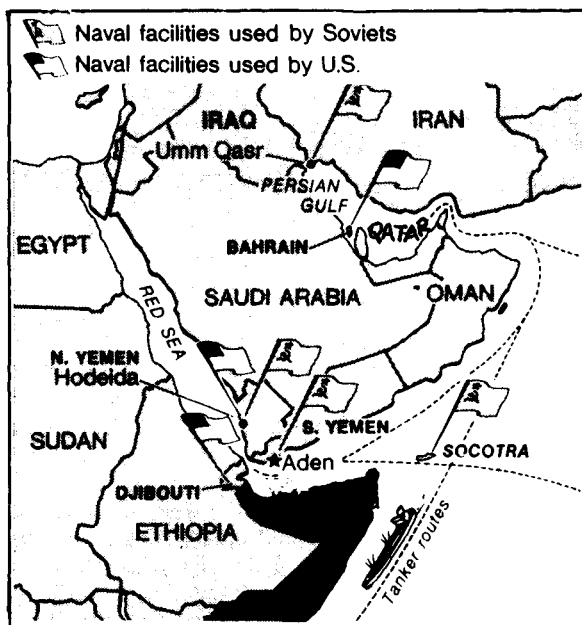 Naval facilities used by Soviets
Naval facilities used by U.S.
IRAQ
Umm Qasr
IRAN
PERSIAN
GULF
EGYPT
BAHRAIN
QATAR
SAUDI ARABIA
OMAN
RED SEA
N. YEMEN
Hodeida
SUDAN
S. YEMEN
Aden
SOCOTRA
DJIBOUTI
ETHIOPIA
Tanker routes